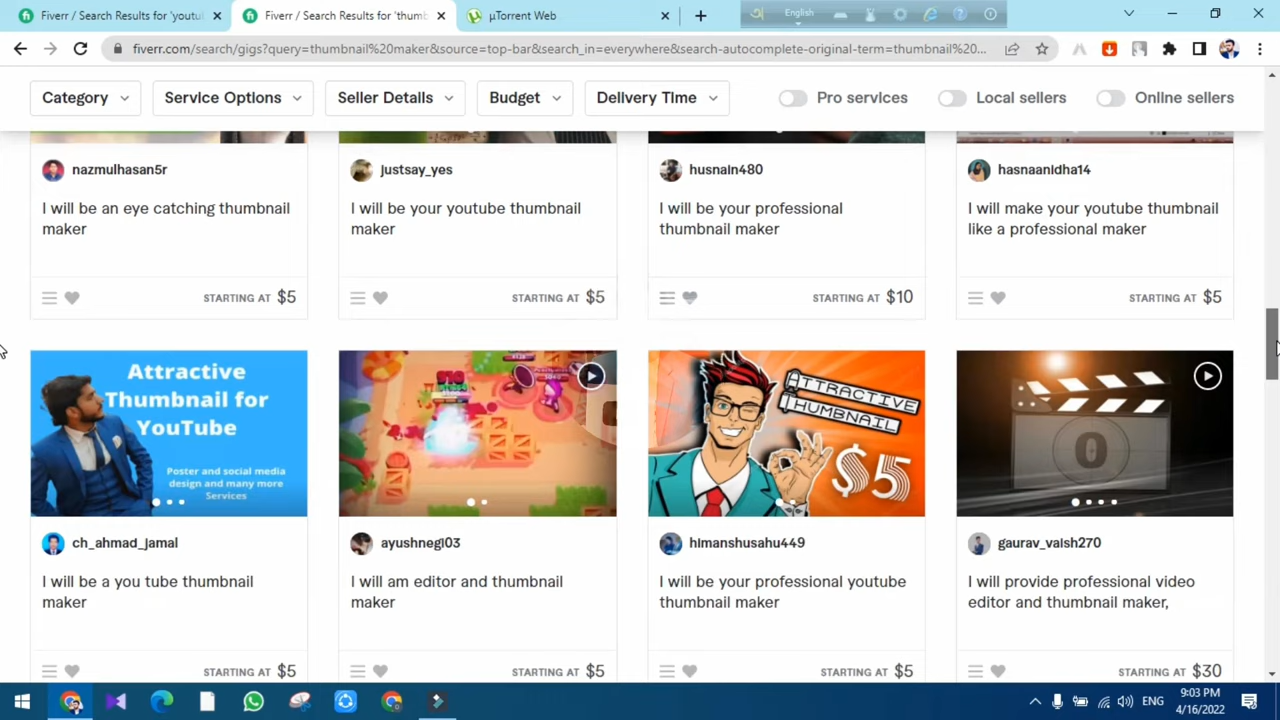 Fiverr / Search Results for 'youtu
Fiverr / Search Results for 'thumb
µTorrent Web
English
fiverr.com/search/gigs?query=thumbnail%20maker&source=top-bar&search_in=everywhere&search-autocomplete-original-term=thumbnail%20...
Category
Service Options
Seller Details
Budget
Delivery Time
Pro services
Local sellers
Online sellers
nazmulhasan5r
justsay_yes
husnain480
hasnaanidha14
I will be an eye catching thumbnail
maker
I will be your youtube thumbnail
maker
I will be your professional
thumbnail maker
I will make your youtube thumbnail
like a professional maker
STARTING AT $5
STARTING AT $5
STARTING AT $10
STARTING AT $5
Attractive
Thumbnail for
YouTube
Poster and social media
design and many more
Services
ATTRACTIVE
THUMBNAIL
$5
0
ch_ahmad_jamal
ayushnegi03
himanshusahu449
gaurav_vaish270
I will be a you tube thumbnail
maker
I will am editor and thumbnail
maker
I will be your professional youtube
thumbnail maker
I will provide professional video
editor and thumbnail maker,
STARTING AT $5
STARTING AT $5
STARTING AT $5
STARTING AT $30
ENG
9:03 PM
4/16/2022